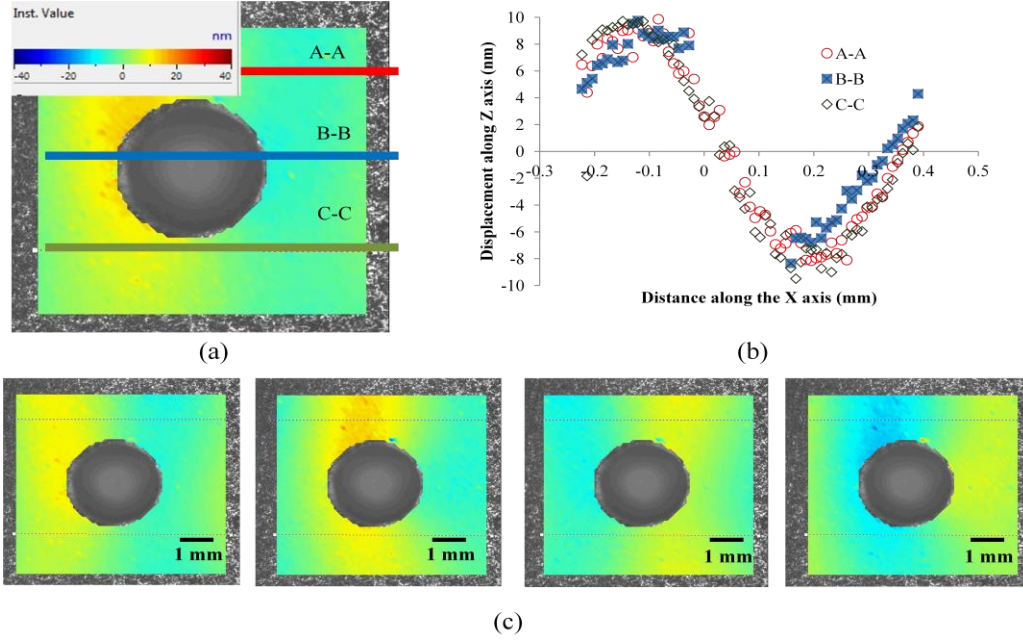 Inst. Value
nm
-40 -20 0 20 40
A-A
B-B
C-C
(a)
Displacement along Z axis (nm)
10
8
6
4
2
0
-2
-4
-6
-8
-10
-0.3 -0.2 -0.1 0 0.1 0.2 0.3 0.4 0.5
A-A
B-B
C-C
Distance along the X axis (mm)
(b)
1 mm
1 mm
1 mm
1 mm
(c)